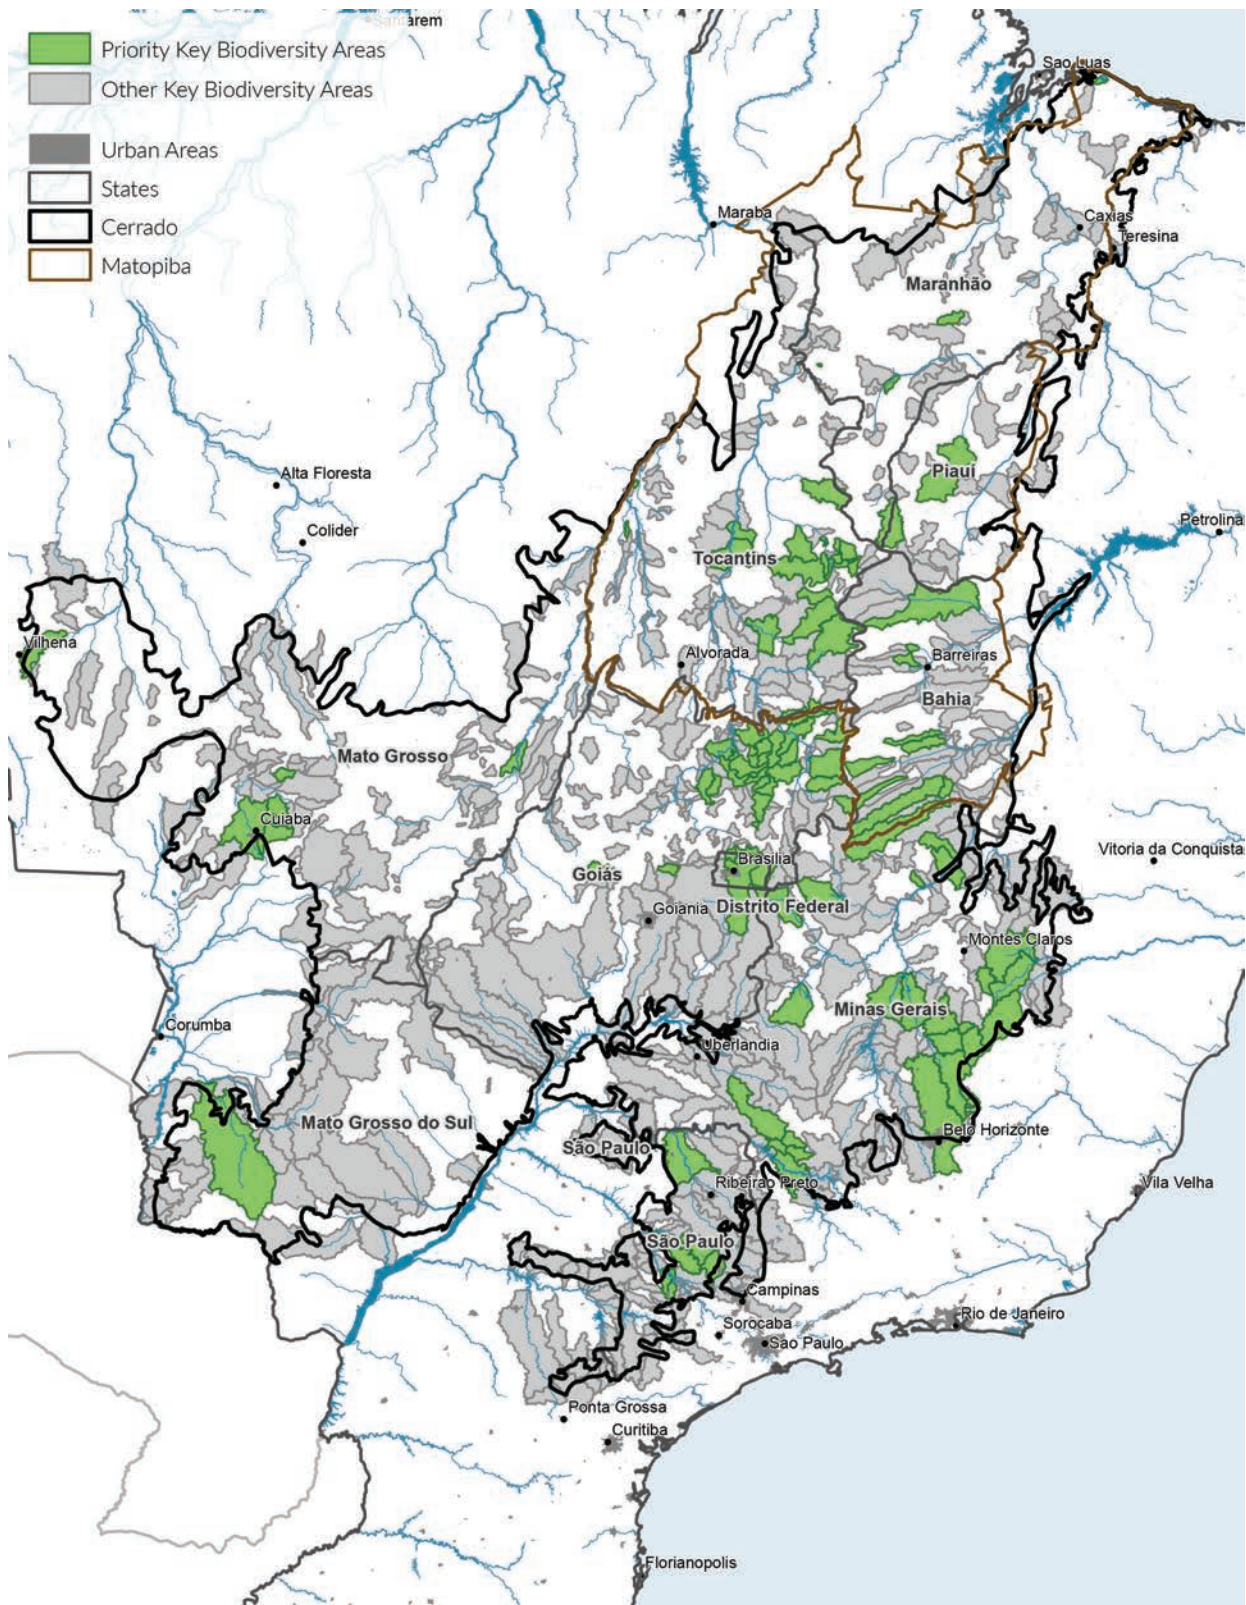 Santarem
Priority Key Biodiversity Areas
Other Key Biodiversity Areas
Urban Areas
States
Cerrado
Matopiba
Sao Luas
Maraba
Caxias
Teresina
Maranhão
Alta Floresta
Piauí
Colider
Petrolina
Tocantins
Vilhena
Alvorada
Barreiras
Bahia
Mato Grosso
Cuiaba
Vitoria da Conquista
Brasilia
Goiás
Distrito Federal
Goiania
Montes Claros
Minas Gerais
Corumba
Uberlandia
Mato Grosso do Sul
Belo Horizonte
São Paulo
Vila Velha
Ribeirao Preto
São Paulo
Campinas
Rio de Janeiro
Sorocaba
Sao Paulo
Ponta Grossa
Curitiba
Florianopolis